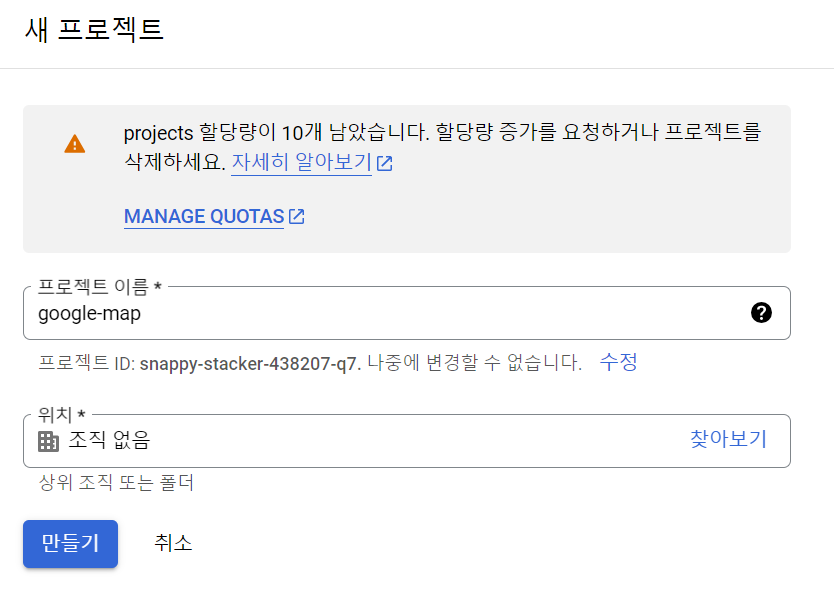 새 프로젝트
projects 할당량이 10개 남았습니다. 할당량 증가를 요청하거나 프로젝트를
삭제하세요. 자세히 알아보기
MANAGE QUOTAS
프로젝트 이름 *
google-map
프로젝트 ID: snappy-stacker-438207-q7. 나중에 변경할 수 없습니다. 수정
위치 *
조직 없음 찾아보기
상위 조직 또는 폴더
만들기 취소